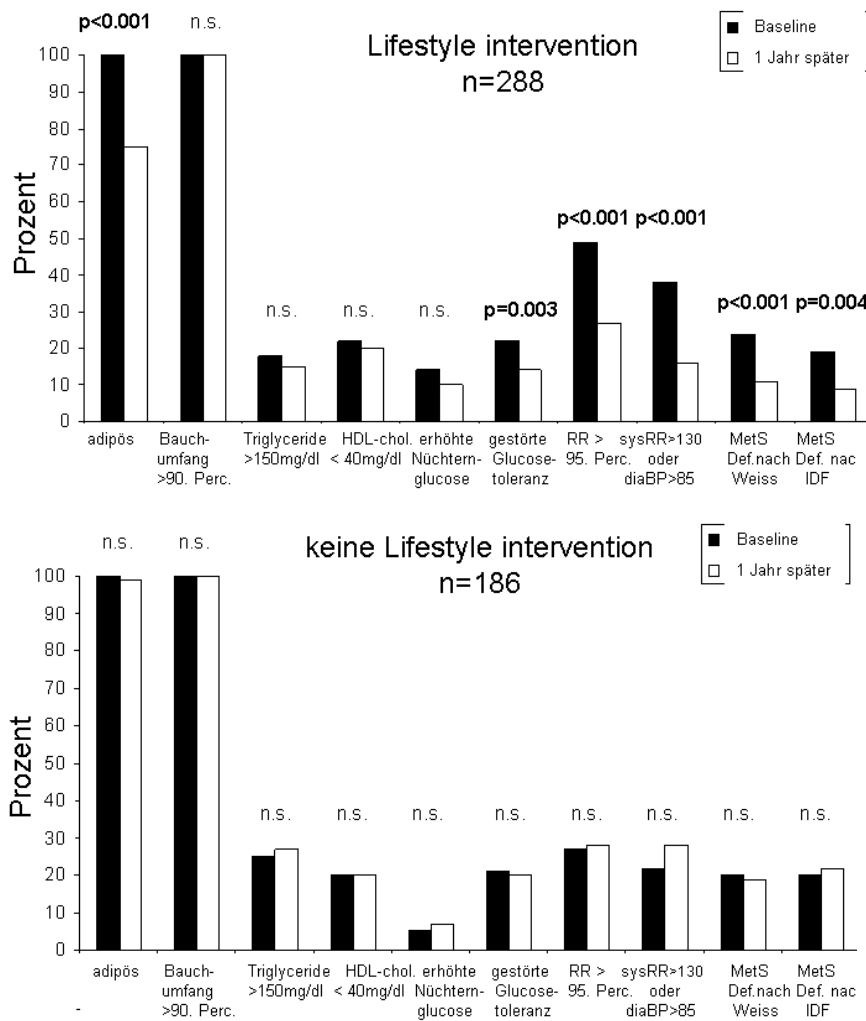 p<0.001
n.s.
Lifestyle intervention
n=288
Baseline
1 Jahr später
Prozent
100
90
80
70
60
50
40
30
20
10
0
n.s.
n.s.
n.s.
p=0.003
p<0.001
p<0.001
p<0.001
p=0.004
adipös
Bauch-
umfang
>90. Perc.
Triglyceride
>150mg/dl
HDL-chol.
< 40mg/dl
erhöhte
Nüchtern-
glucose
gestörte
Glucose-
toleranz
RR >
95. Perc.
sysRR>130
oder
diaBP>85
MetS
Def.nach
Weiss
MetS
Def. nac
IDF
n.s.
n.s.
keine Lifestyle intervention
n=186
Baseline
1 Jahr später
Prozent
100
90
80
70
60
50
40
30
20
10
0
n.s.
n.s.
n.s.
n.s.
n.s.
n.s.
n.s.
n.s.
adipös
Bauch-
umfang
>90. Perc.
Triglyceride
>150mg/dl
HDL-chol.
< 40mg/dl
erhöhte
Nüchtern-
glucose
gestörte
Glucose-
toleranz
RR >
95. Perc.
sysRR>130
oder
diaBP>85
MetS
Def.nach
Weiss
MetS
Def. nac
IDF
-